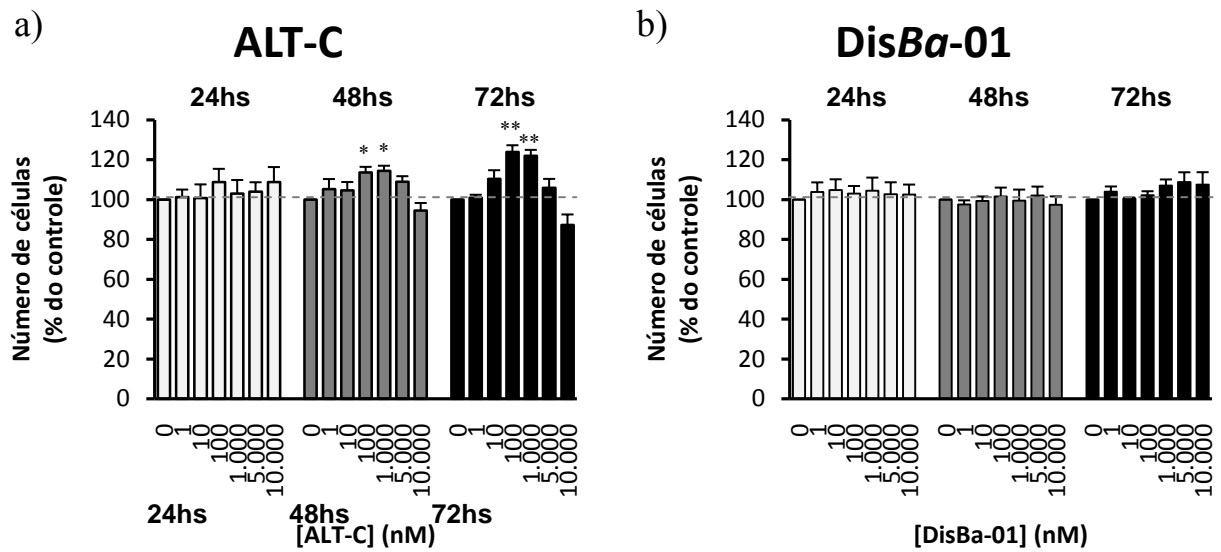 a)
ALT-C
24hs 48hs 72hs
Número de células
(% do controle)
140
120
100
80
60
40
20
0
* * ** **
0 1 10 100 1.000 5.000 10.000 0 1 10 100 1.000 5.000 10.000 0 1 10 100 1.000 5.000 10.000
24hs 48hs 72hs
[ALT-C] (nM)
b)
DisBa-01
24hs 48hs 72hs
Número de células
(% do controle)
140
120
100
80
60
40
20
0
0 1 10 100 1.000 5.000 10.000 0 1 10 100 1.000 5.000 10.000 0 1 10 100 1.000 5.000 10.000
[DisBa-01] (nM)